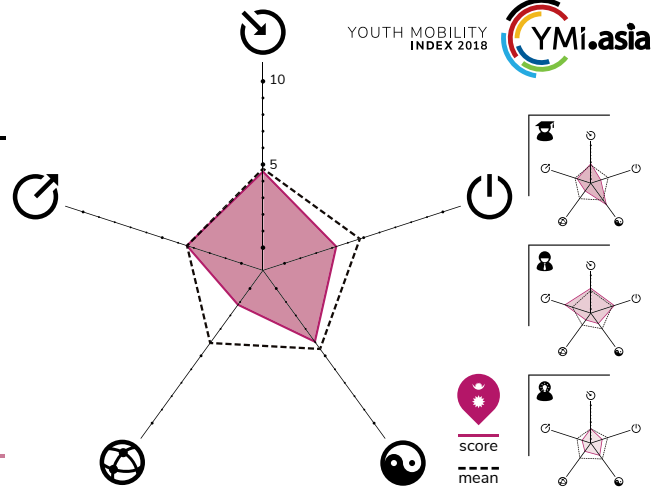 YOUTH MOBILITY
INDEX 2018
YMi.asia
10
5
score
mean